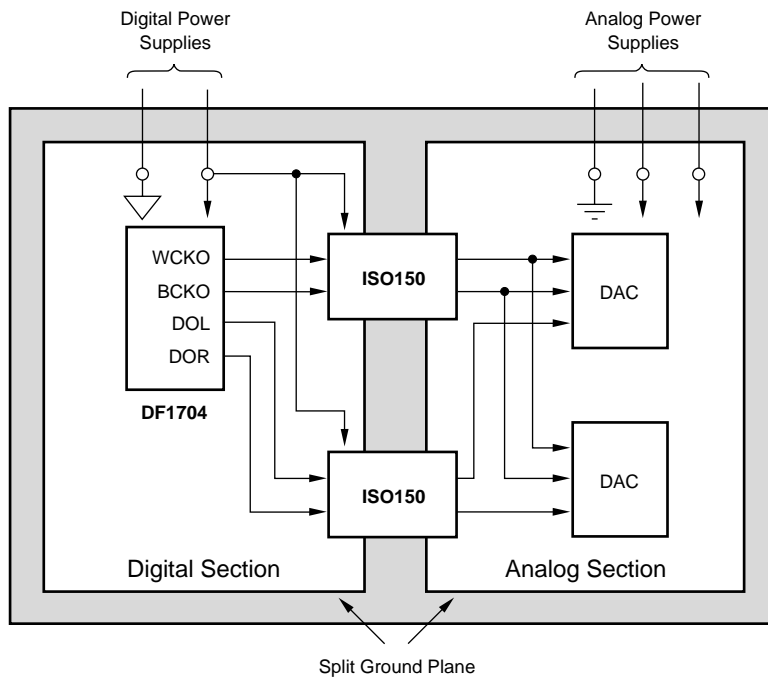 Digital Power
Supplies
Analog Power
Supplies
WCKO
BCKO
DOL
DOR
DF1704
ISO150
DAC
ISO150
DAC
Digital Section
Analog Section
Split Ground Plane